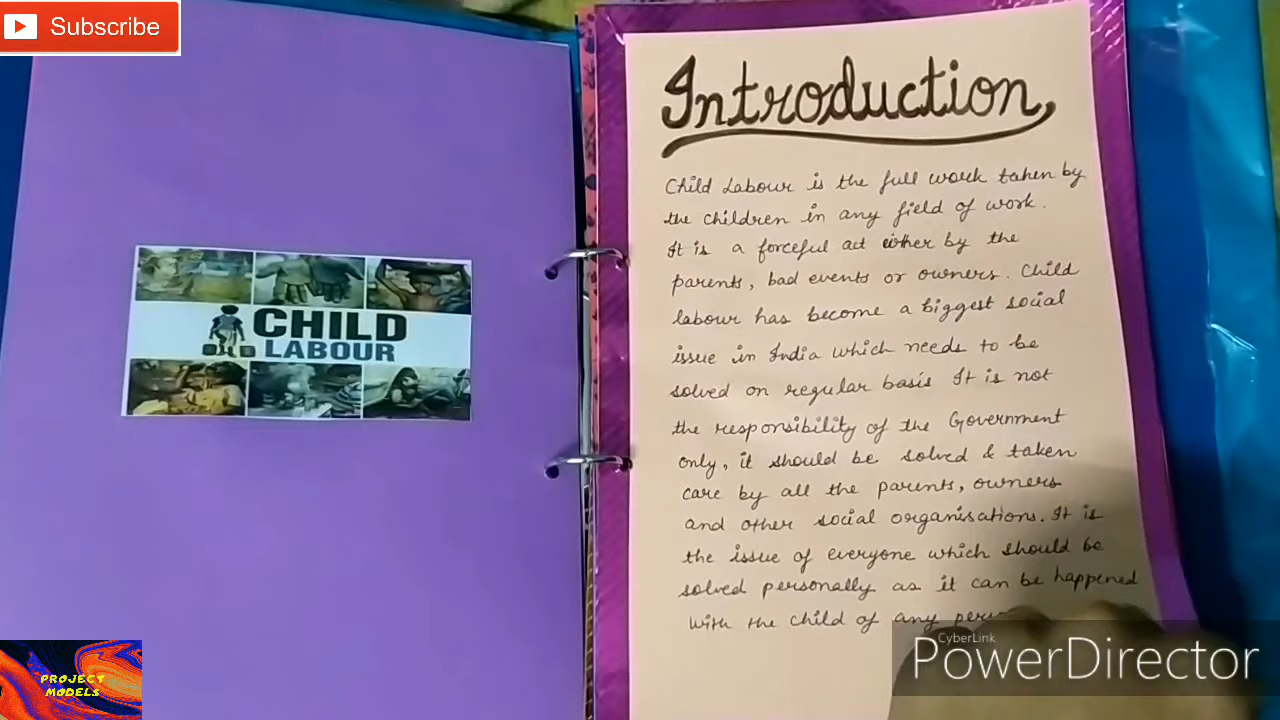 Subscribe
CHILD
LABOUR
PROJECT
MODELS
Introduction
Child Labour is the full work taken by
the children in any field of work.
It is a forceful act either by the
parents, bad events or owners. Child
labour has become a biggest social
issue in India which needs to be
solved on regular basis It is not
the responsibility of the Government
only, it should be solved & taken
care by all the parents, owners
and other social organisations. It is
the issue of everyone which should be
solved personally as it can be happened
with the child of any
CyberLink
PowerDirector